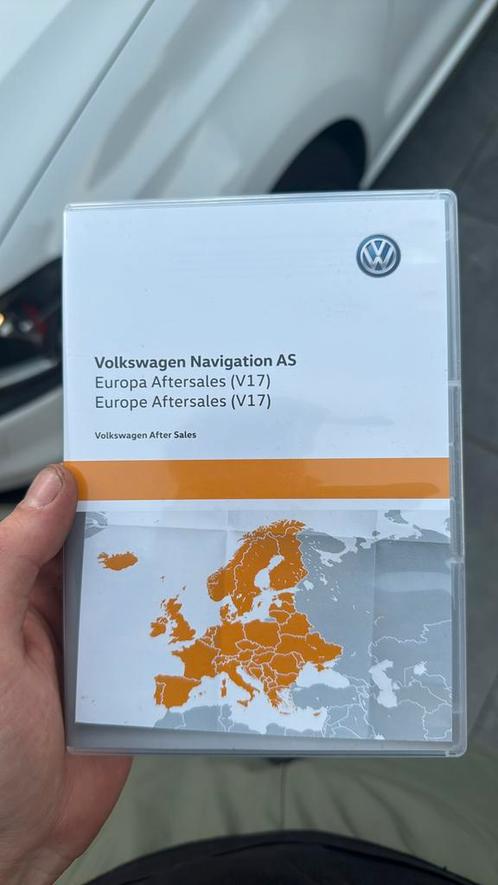 Volkswagen Navigation AS
Europa Aftersales (V17)
Europe Aftersales (V17)
Volkswagen After Sales